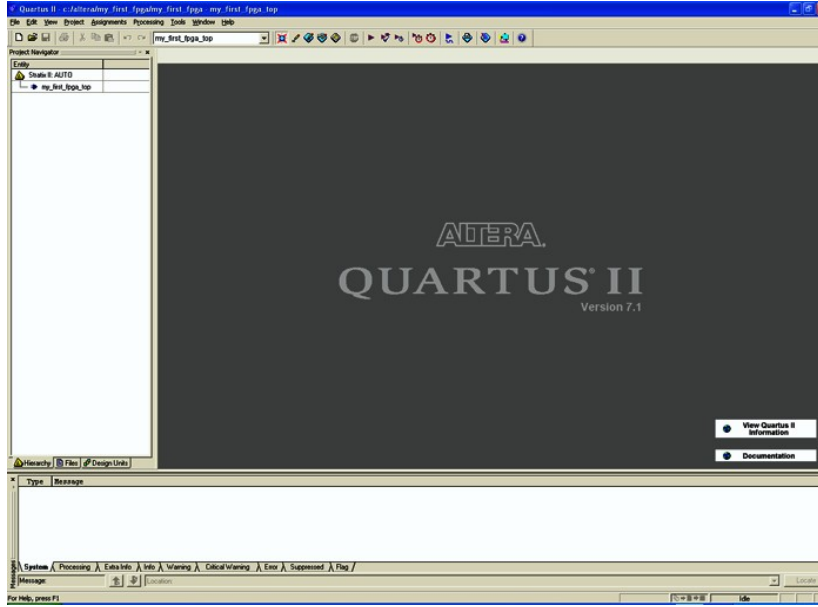 Quartus II - c:/altera/my_first_fpga/my_first_fpga - my_first_fpga_top
File Edit View Project Assignments Processing Tools Window Help
my_first_fpga_top
Project Navigator
Entity
Stratix II: AUTO
my_first_fpga_top
ALTERA.
QUARTUS® II
Version 7.1
View Quartus II
Information
Documentation
Hierarchy Files Design Units
Type Message
System Processing Extra Info Info Warning Critical Warning Error Suppressed Flag
Messages
Message: Location: Locate
For Help, press F1 Idle